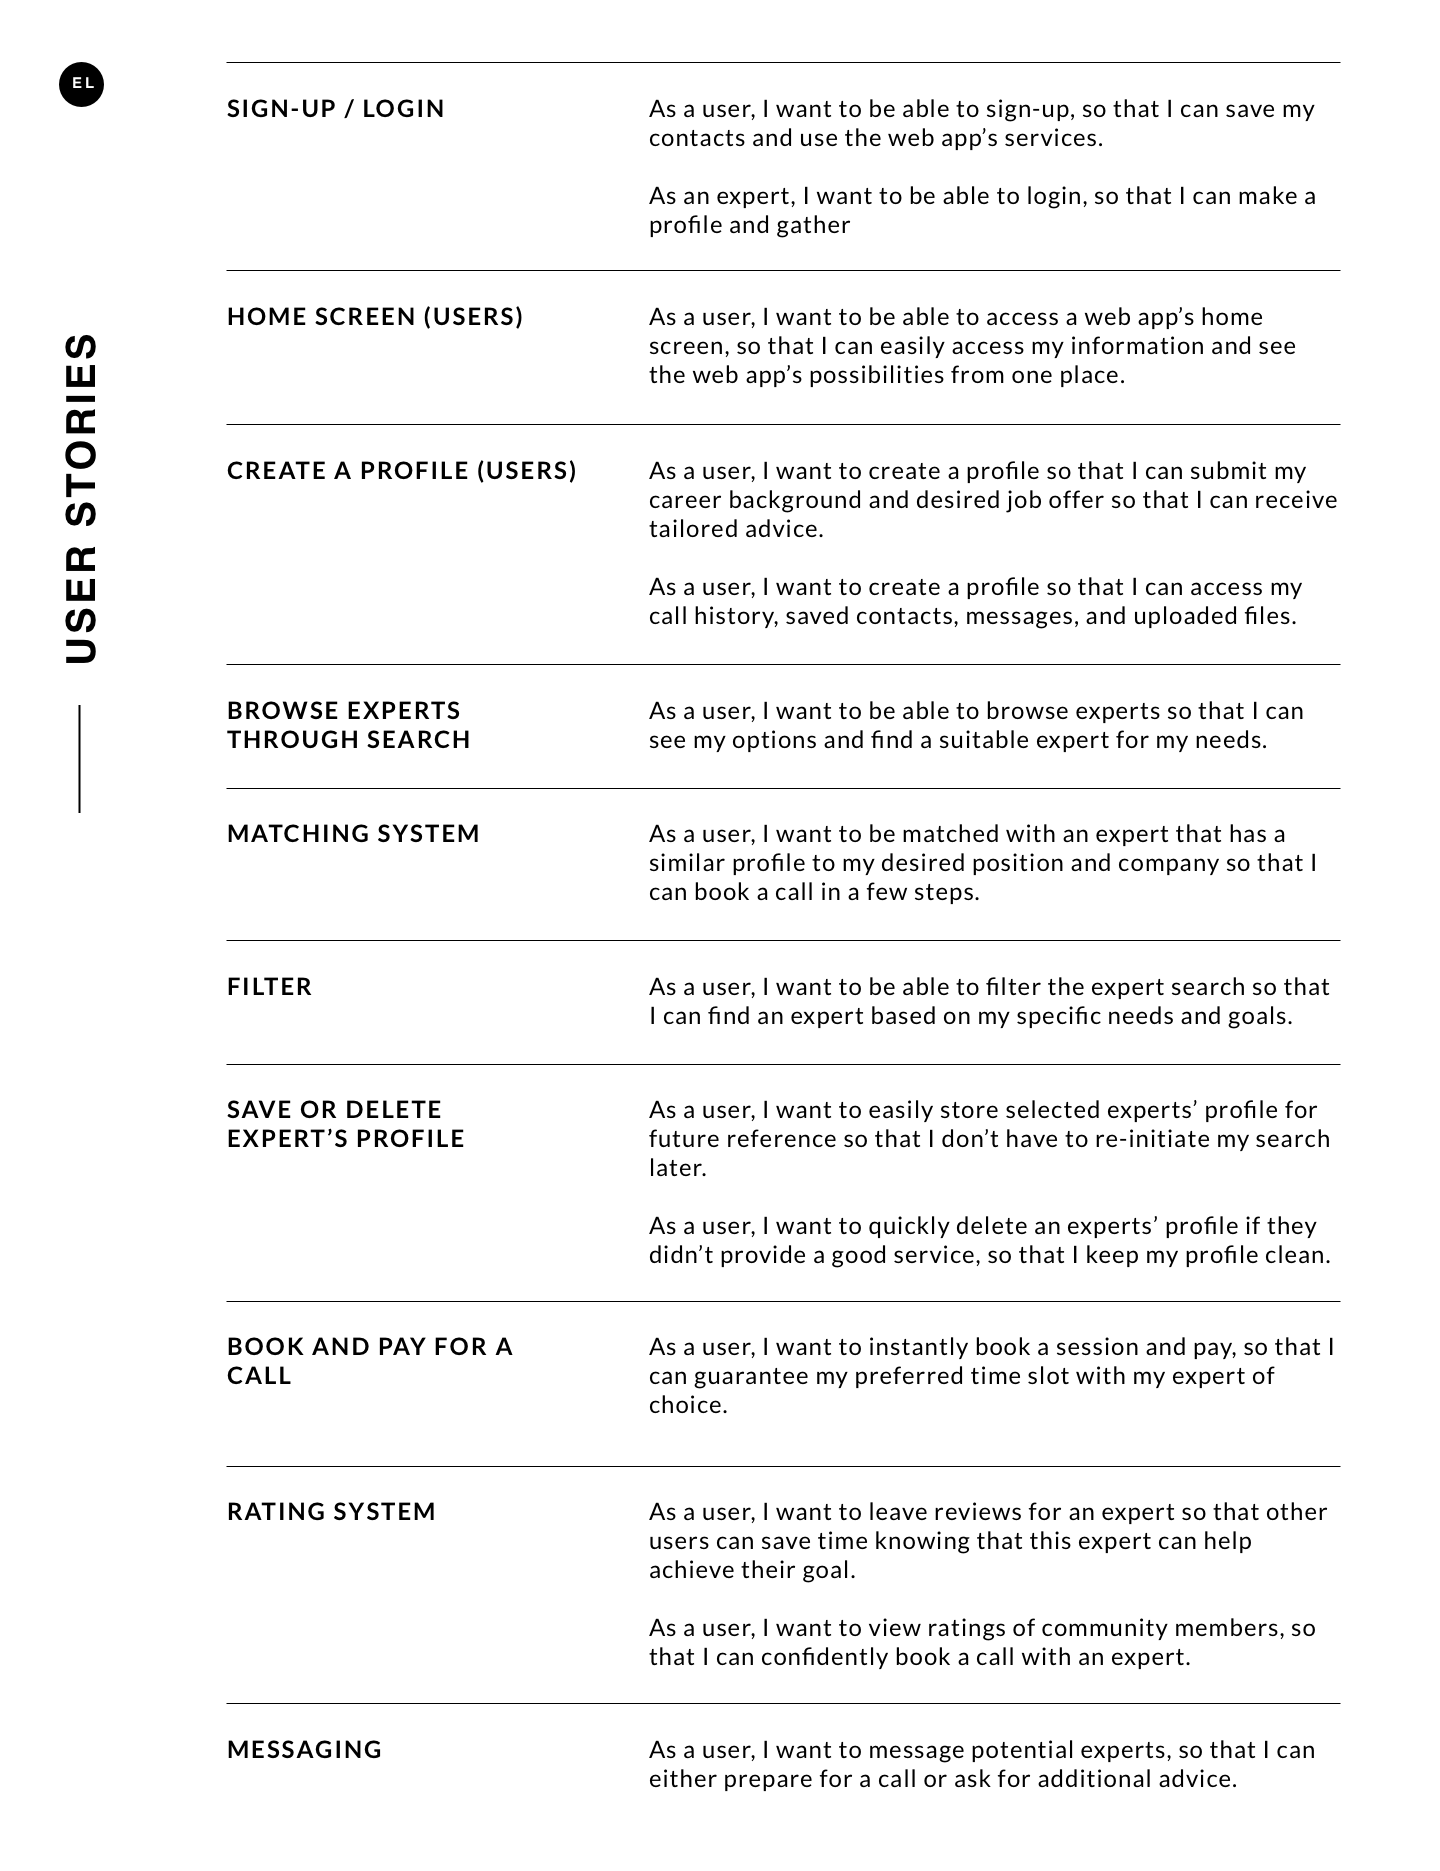 EL
USER STORIES
SIGN-UP / LOGIN
As a user, I want to be able to sign-up, so that I can save my
contacts and use the web app’s services.
As an expert, I want to be able to login, so that I can make a
profile and gather
HOME SCREEN (USERS)
As a user, I want to be able to access a web app’s home
screen, so that I can easily access my information and see
the web app’s possibilities from one place.
CREATE A PROFILE (USERS)
As a user, I want to create a profile so that I can submit my
career background and desired job offer so that I can receive
tailored advice.
As a user, I want to create a profile so that I can access my
call history, saved contacts, messages, and uploaded files.
BROWSE EXPERTS
THROUGH SEARCH
As a user, I want to be able to browse experts so that I can
see my options and find a suitable expert for my needs.
MATCHING SYSTEM
As a user, I want to be matched with an expert that has a
similar profile to my desired position and company so that I
can book a call in a few steps.
FILTER
As a user, I want to be able to filter the expert search so that
I can find an expert based on my specific needs and goals.
SAVE OR DELETE
EXPERT’S PROFILE
As a user, I want to easily store selected experts’ profile for
future reference so that I don’t have to re-initiate my search
later.
As a user, I want to quickly delete an experts’ profile if they
didn’t provide a good service, so that I keep my profile clean.
BOOK AND PAY FOR A
CALL
As a user, I want to instantly book a session and pay, so that I
can guarantee my preferred time slot with my expert of
choice.
RATING SYSTEM
As a user, I want to leave reviews for an expert so that other
users can save time knowing that this expert can help
achieve their goal.
As a user, I want to view ratings of community members, so
that I can confidently book a call with an expert.
MESSAGING
As a user, I want to message potential experts, so that I can
either prepare for a call or ask for additional advice.